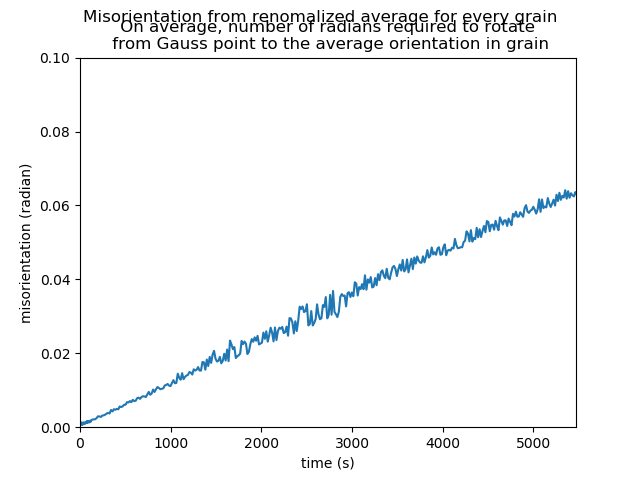 Misorientation from renomalized average for every grain
On average, number of radians required to rotate
from Gauss point to the average orientation in grain
0.10
0.08
0.06
0.04
0.02
0.00
misorientation (radian)
0 1000 2000 3000 4000 5000
time (s)